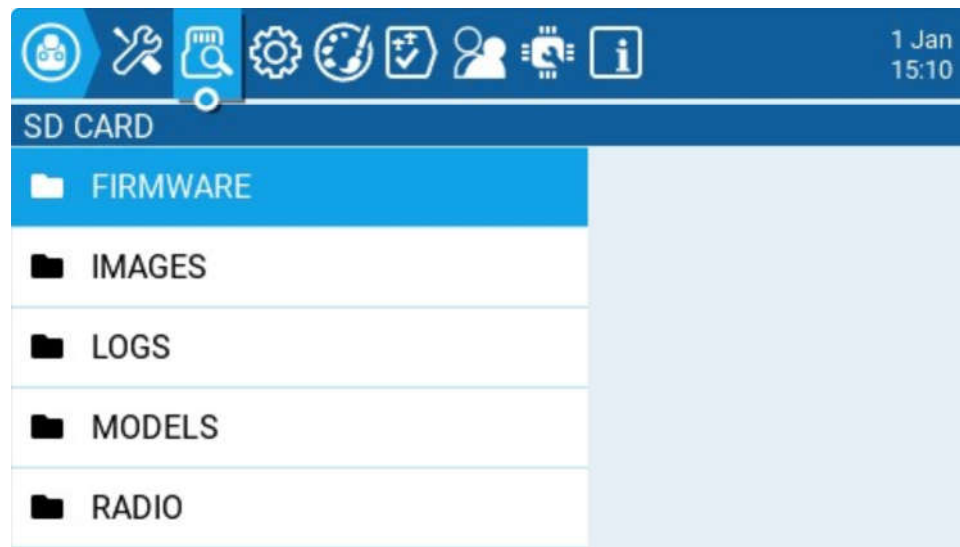 1 Jan
15:10
SD CARD
FIRMWARE
IMAGES
LOGS
MODELS
RADIO